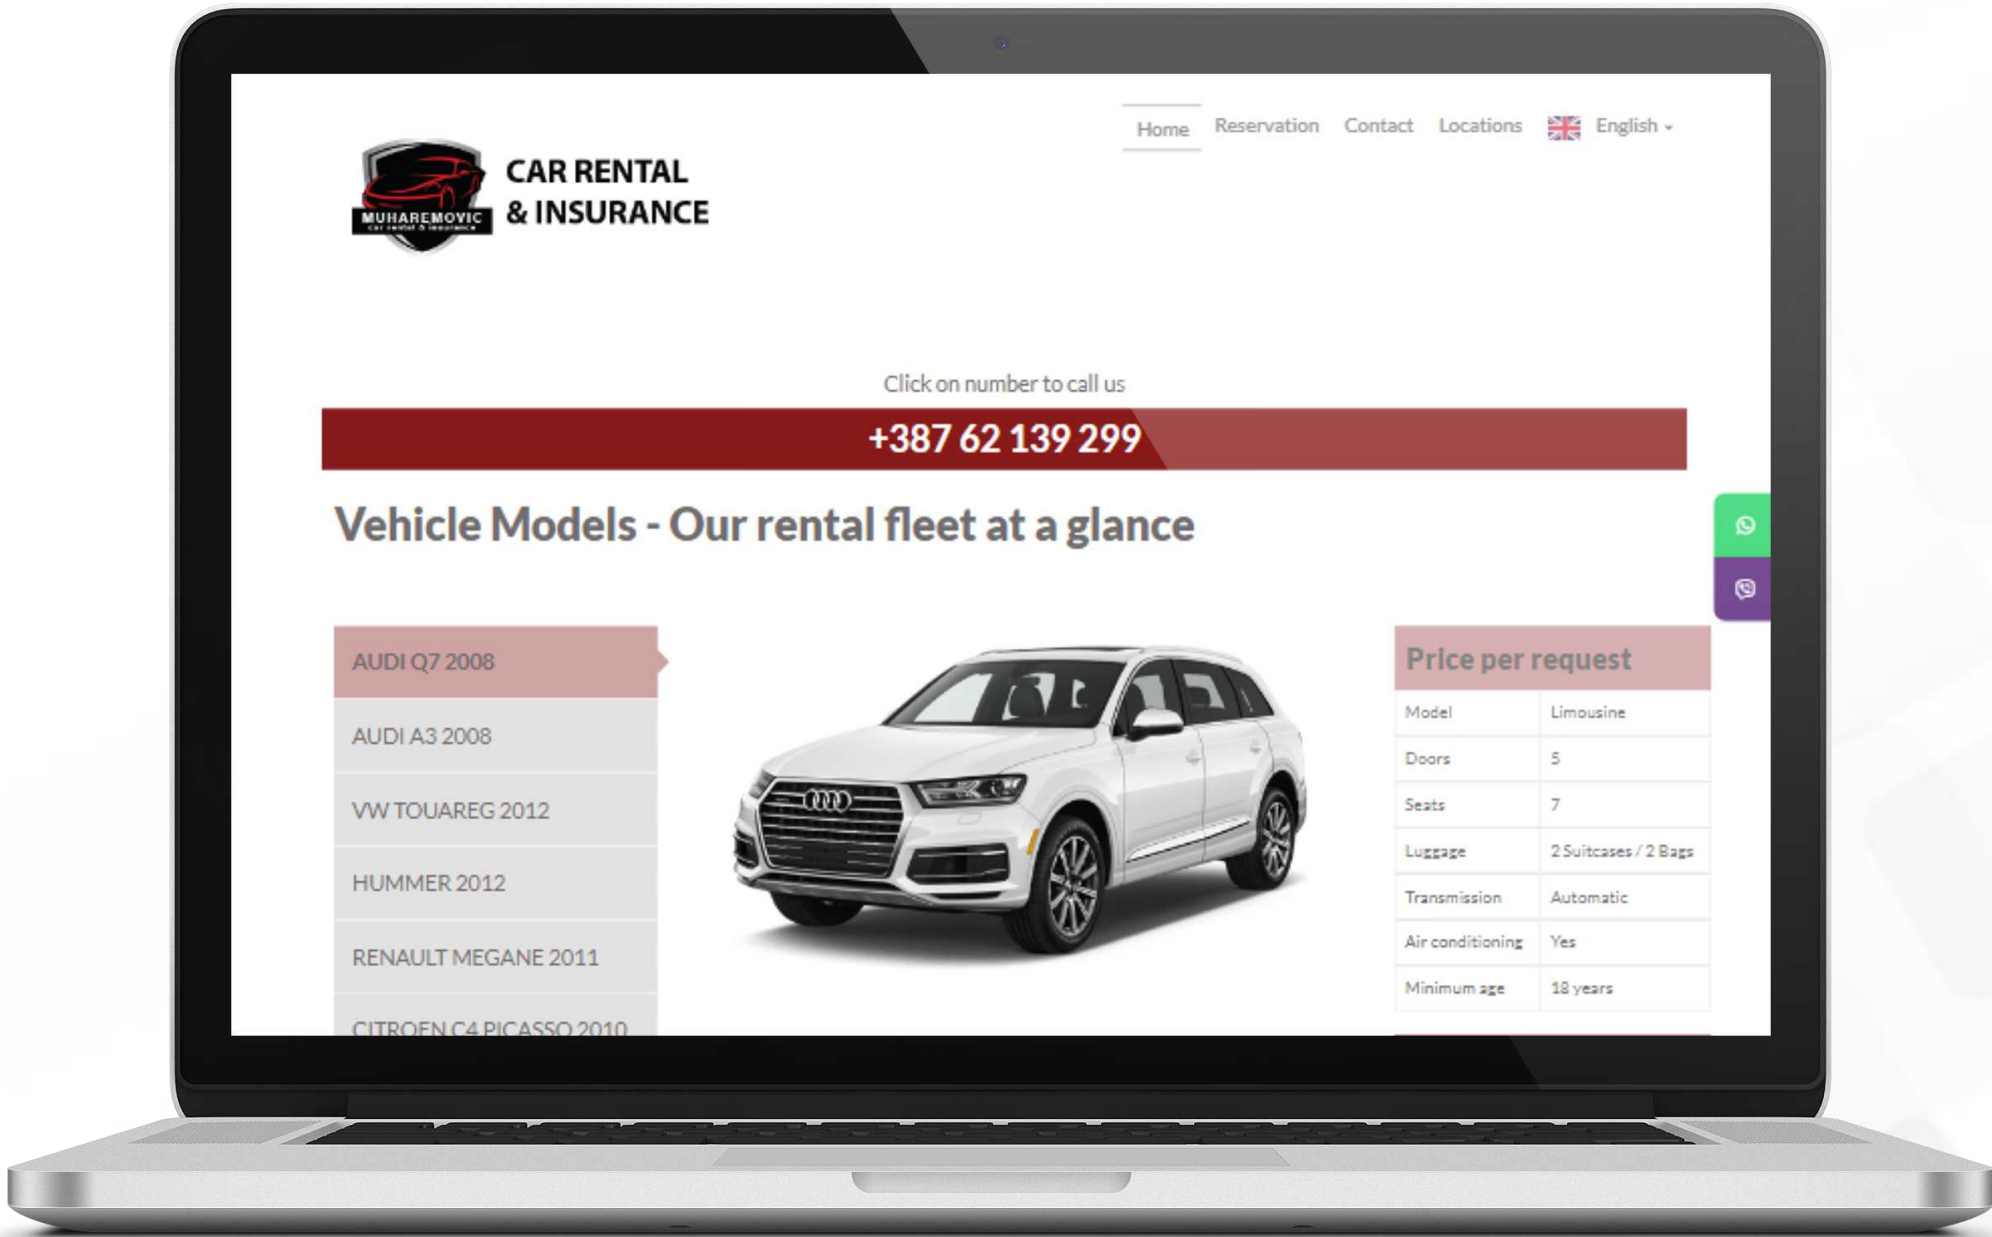 Home Reservation Contact Locations English
CAR RENTAL
& INSURANCE
MUHAREMOVIC
car rental & insurance
Click on number to call us
+387 62 139 299
Vehicle Models - Our rental fleet at a glance
AUDI Q7 2008
AUDI A3 2008
VW TOUAREG 2012
HUMMER 2012
RENAULT MEGANE 2011
CITROEN C4 PICASSO 2010
Price per request
Model Limousine
Doors 5
Seats 7
Luggage 2 Suitcases / 2 Bags
Transmission Automatic
Air conditioning Yes
Minimum age 18 years